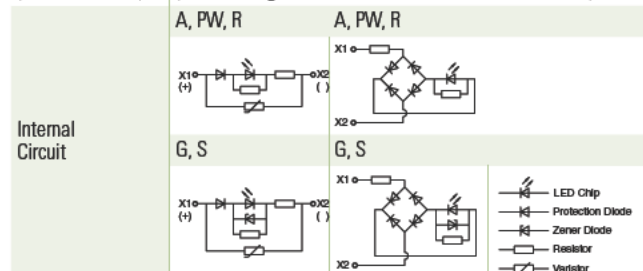 A, PW, R
A, PW, R
X1
(+)
X2
( )
X1
X2
Internal
Circuit
G, S
G, S
X1
(+)
X2
( )
X1
X2
LED Chip
Protection Diode
Zener Diode
Resistor
Varistor